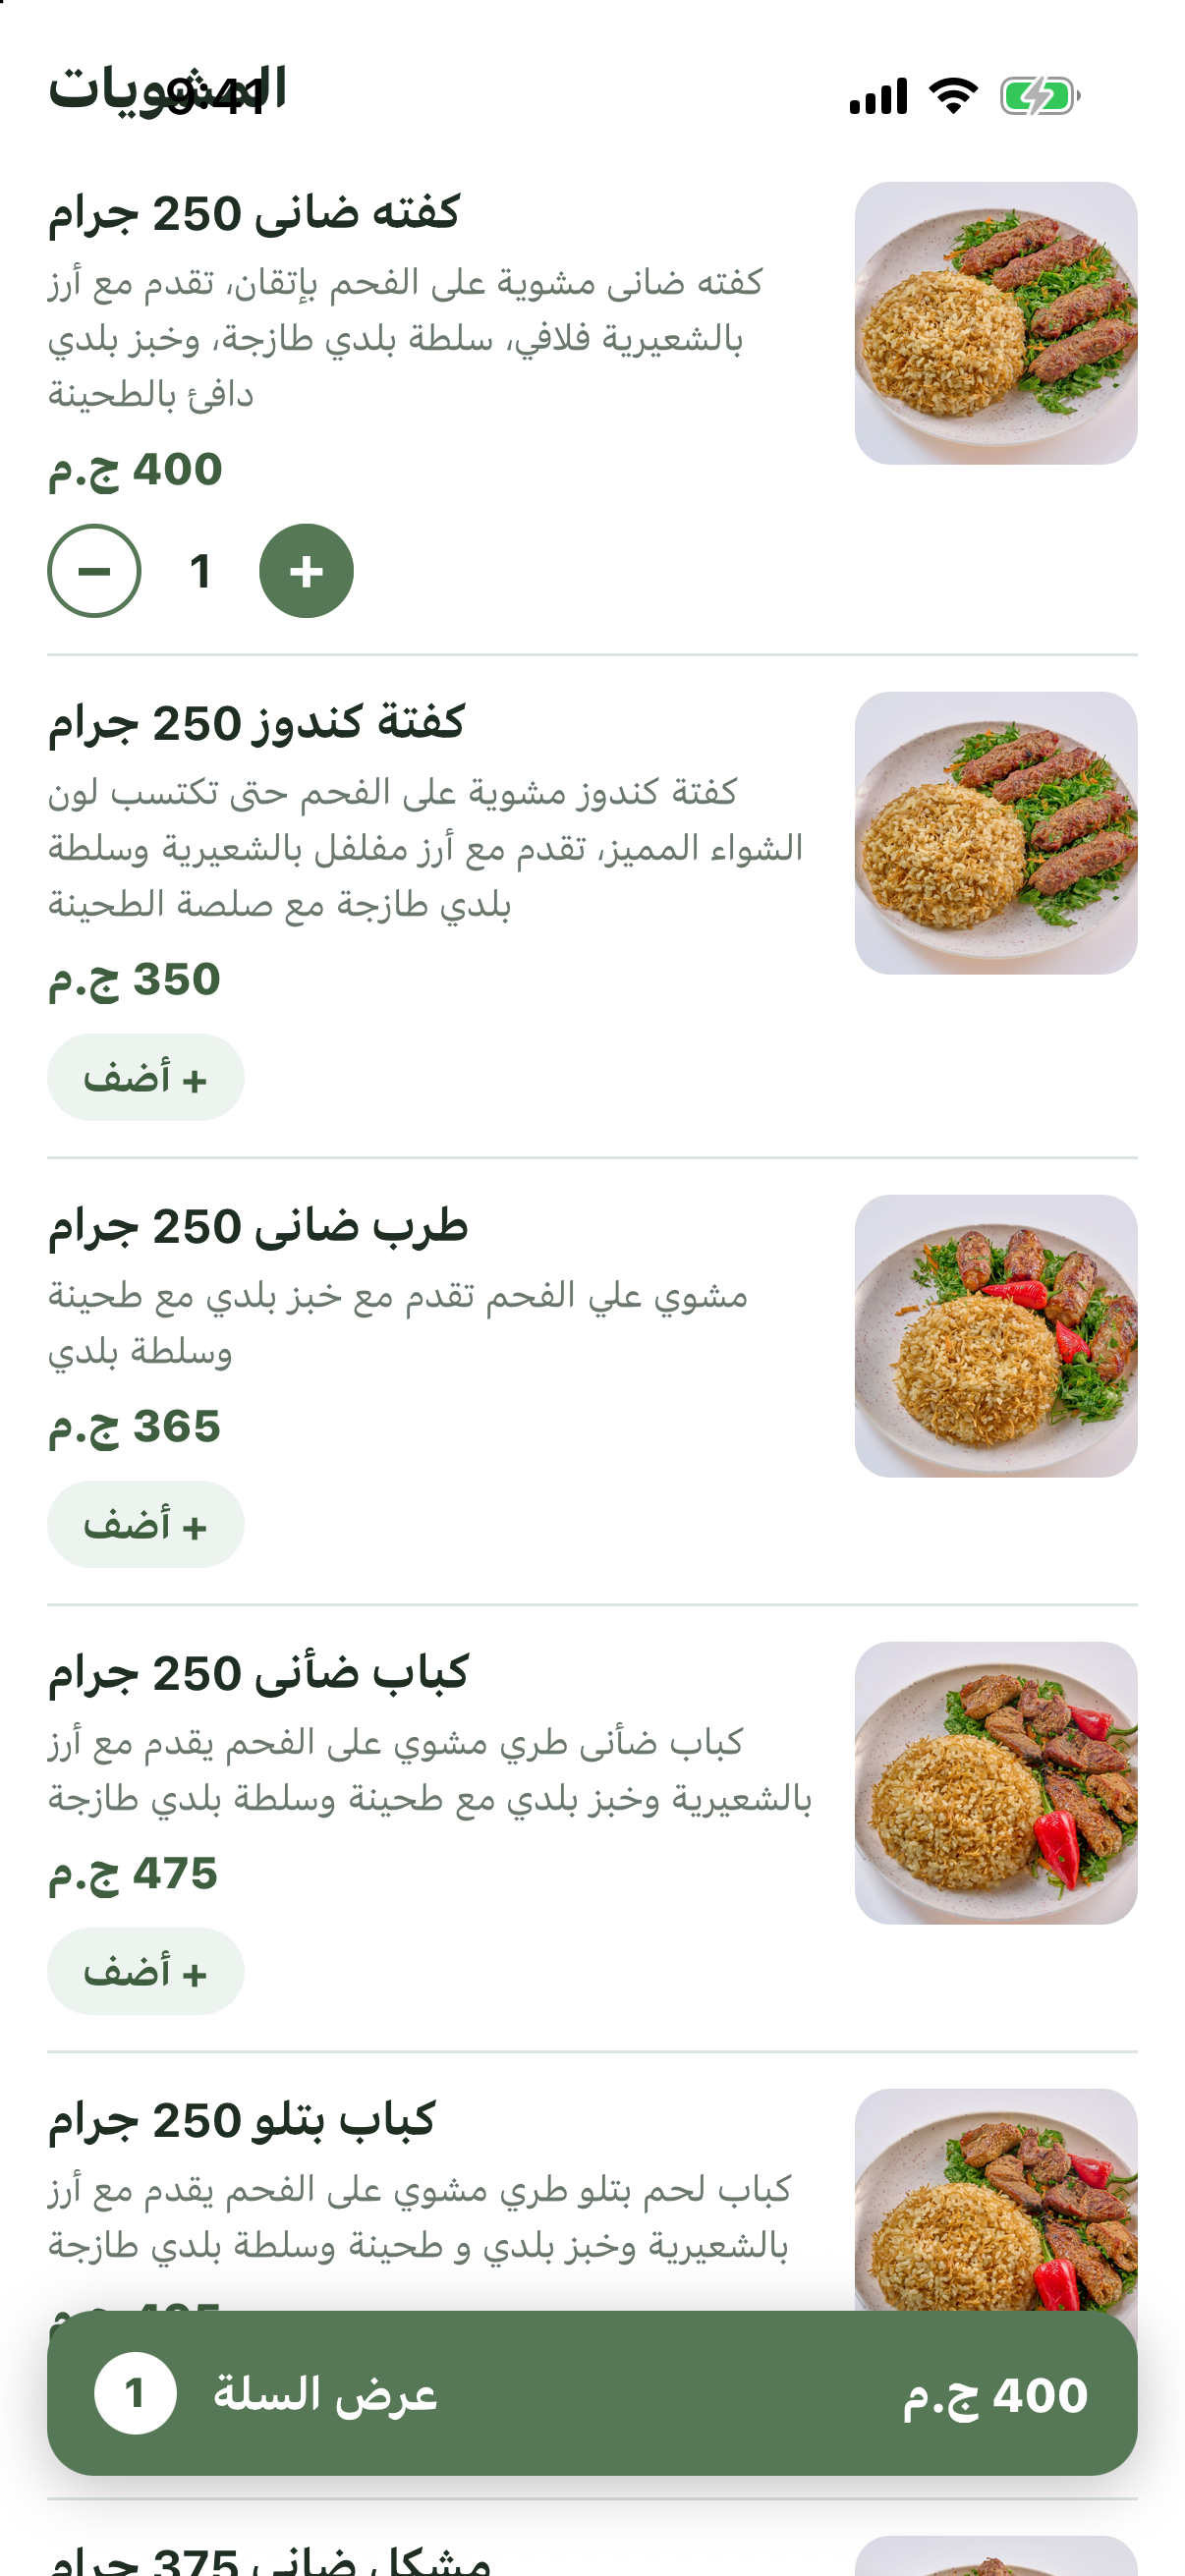 المشويات
9:41
كفته ضانى 250 جرام
كفته ضانى مشوية على الفحم بإتقان، تقدم مع أرز
بالشعيرية فلافي، سلطة بلدي طازجة، وخبز بلدي
دافئ بالطحينة
400 ج.م
− 1 +
كفتة كندوز 250 جرام
كفتة كندوز مشوية على الفحم حتى تكتسب لون
الشواء المميز، تقدم مع أرز مفلفل بالشعيرية وسلطة
بلدي طازجة مع صلصة الطحينة
350 ج.م
+ أضف
طرب ضانى 250 جرام
مشوي علي الفحم تقدم مع خبز بلدي مع طحينة
وسلطة بلدي
365 ج.م
+ أضف
كباب ضأنى 250 جرام
كباب ضأنى طري مشوي على الفحم يقدم مع أرز
بالشعيرية وخبز بلدي مع طحينة وسلطة بلدي طازجة
475 ج.م
+ أضف
كباب بتلو 250 جرام
كباب لحم بتلو طري مشوي على الفحم يقدم مع أرز
بالشعيرية وخبز بلدي و طحينة وسلطة بلدي طازجة
1 عرض السلة 400 ج.م
مشكل ضانى 375 جرام